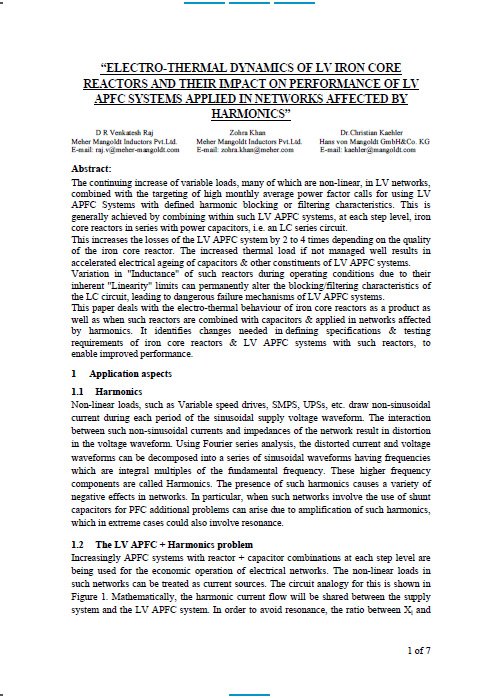 “ELECTRO-THERMAL DYNAMICS OF LV IRON CORE
REACTORS AND THEIR IMPACT ON PERFORMANCE OF LV
APFC SYSTEMS APPLIED IN NETWORKS AFFECTED BY
HARMONICS”
D R Venkatesh Raj Zohra Khan Dr.Christian Kaehler
Meher Mangoldt Inductors Pvt.Ltd. Meher Mangoldt Inductors Pvt.Ltd. Hans von Mangoldt GmbH&Co. KG
E-mail: raj.v@meher-mangoldt.com E-mail: zohra.khan@meher.com E-mail: kaehler@mangoldt.com
Abstract:
The continuing increase of variable loads, many of which are non-linear, in LV networks,
combined with the targeting of high monthly average power factor calls for using LV
APFC Systems with defined harmonic blocking or filtering characteristics. This is
generally achieved by combining within such LV APFC systems, at each step level, iron
core reactors in series with power capacitors, i.e. an LC series circuit.
This increases the losses of the LV APFC system by 2 to 4 times depending on the quality
of the iron core reactor. The increased thermal load if not managed well results in
accelerated electrical ageing of capacitors & other constituents of LV APFC systems.
Variation in "Inductance" of such reactors during operating conditions due to their
inherent "Linearity" limits can permanently alter the blocking/filtering characteristics of
the LC circuit, leading to dangerous failure mechanisms of LV APFC systems.
This paper deals with the electro-thermal behaviour of iron core reactors as a product as
well as when such reactors are combined with capacitors & applied in networks affected
by harmonics. It identifies changes needed in defining specifications & testing
requirements of iron core reactors & LV APFC systems with such reactors, to
enable improved performance.
1 Application aspects
1.1 Harmonics
Non-linear loads, such as Variable speed drives, SMPS, UPSs, etc. draw non-sinusoidal
current during each period of the sinusoidal supply voltage waveform. The interaction
between such non-sinusoidal currents and impedances of the network result in distortion
in the voltage waveform. Using Fourier series analysis, the distorted current and voltage
waveforms can be decomposed into a series of sinusoidal waveforms having frequencies
which are integral multiples of the fundamental frequency. These higher frequency
components are called Harmonics. The presence of such harmonics causes a variety of
negative effects in networks. In particular, when such networks involve the use of shunt
capacitors for PFC additional problems can arise due to amplification of such harmonics,
which in extreme cases could also involve resonance.
1.2 The LV APFC + Harmonics problem
Increasingly APFC systems with reactor + capacitor combinations at each step level are
being used for the economic operation of electrical networks. The non-linear loads in
such networks can be treated as current sources. The circuit analogy for this is shown in
Figure 1. Mathematically, the harmonic current flow will be shared between the supply
system and the LV APFC system. In order to avoid resonance, the ratio between X and
1 of 7